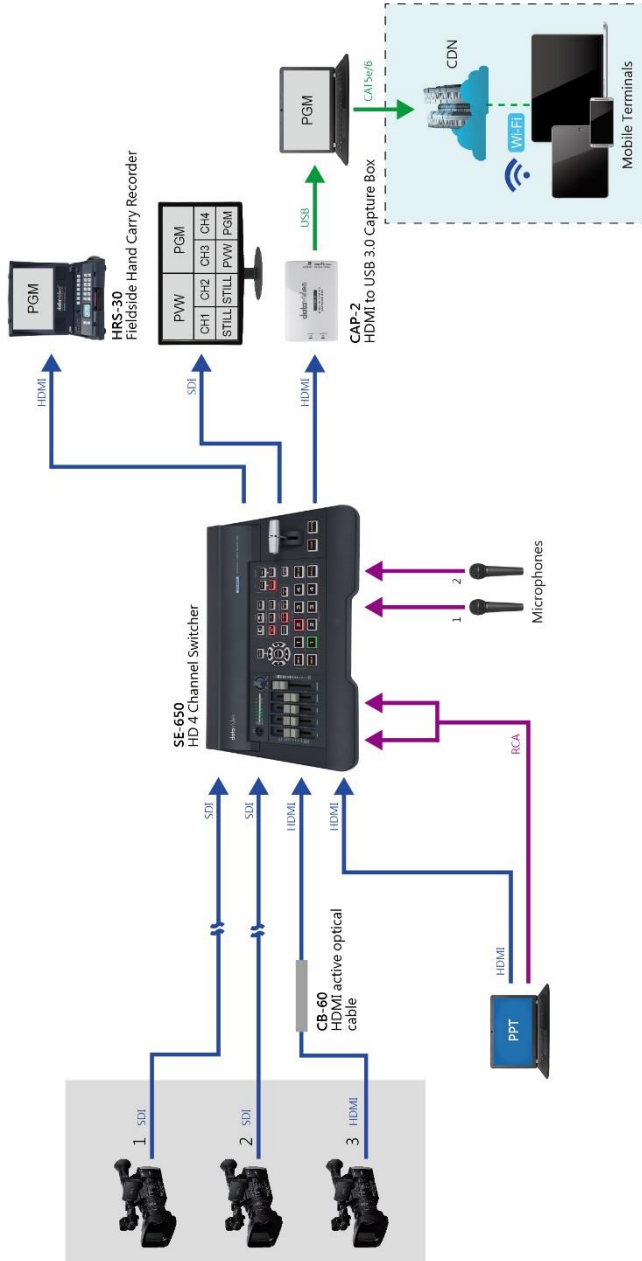 1
SDI
SDI
2
SDI
SDI
3
HDMI
CB-60
HDMI active optical
cable
HDMI
PPT
HDMI
HDMI
RCA
SE-650
HD 4 Channel Switcher
datavideo
1
2
Microphones
HDMI
PGM
HRS-30
Fieldside Hand Carry Recorder
SDI
PVW
PGM
CH1
CH2
CH3
CH4
STILL
STILL
PVW
PGM
HDMI
datavideo
CAP-2
HDMI to USB 3.0 Capture Box
USB
PGM
CAT5e/6
CDN
Wi-Fi
Mobile Terminals